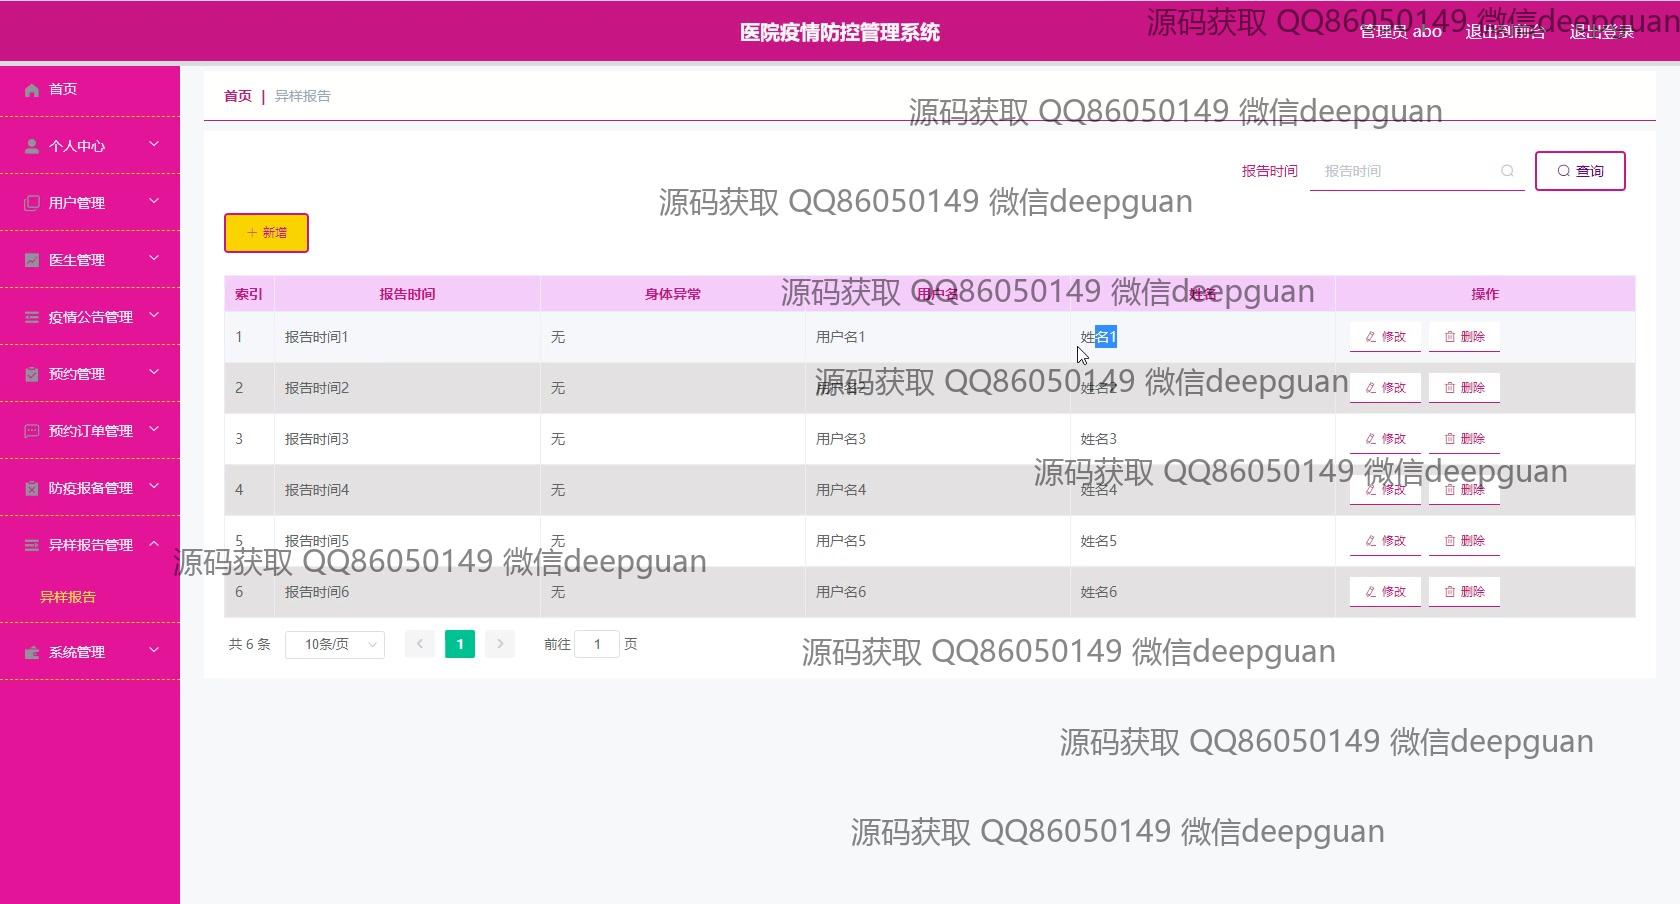 医院疫情防控管理系统
管理员 abo 退出到前台 退出登录
源码获取 QQ86050149 微信deepguan
首页
个人中心
用户管理
医生管理
疫情公告管理
预约管理
预约订单管理
防疫报备管理
异样报告管理
异样报告
系统管理
首页 | 异样报告
源码获取 QQ86050149 微信deepguan
报告时间 报告时间 查询
源码获取 QQ86050149 微信deepguan
+ 新增
索引 报告时间 身体异常 用户名 姓名 操作
源码获取 QQ86050149 微信deepguan
1 报告时间1 无 用户名1 姓名1 修改 删除
2 报告时间2 无 用户名2 姓名2 修改 删除
源码获取 QQ86050149 微信deepguan
3 报告时间3 无 用户名3 姓名3 修改 删除
源码获取 QQ86050149 微信deepguan
4 报告时间4 无 用户名4 姓名4 修改 删除
5 报告时间5 无 用户名5 姓名5 修改 删除
源码获取 QQ86050149 微信deepguan
6 报告时间6 无 用户名6 姓名6 修改 删除
共 6 条 10条/页 < 1 > 前往 1 页
源码获取 QQ86050149 微信deepguan
源码获取 QQ86050149 微信deepguan
源码获取 QQ86050149 微信deepguan